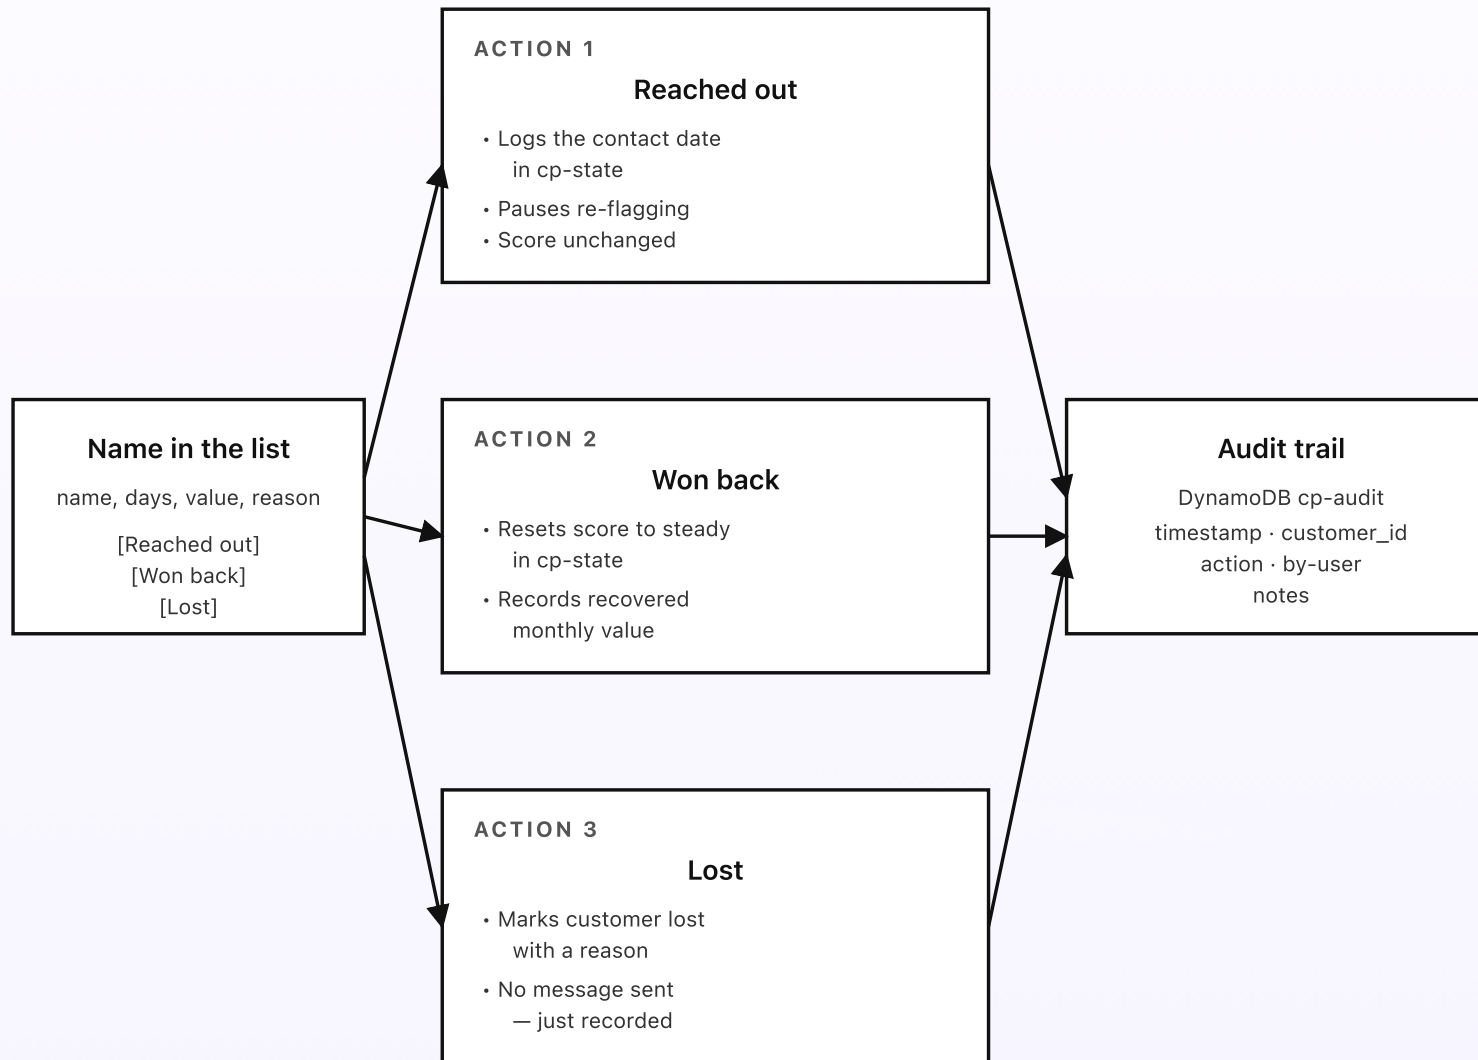 ACTION 1
Reached out
• Logs the contact date
in cp-state
• Pauses re-flagging
• Score unchanged
Name in the list
name, days, value, reason
[Reached out]
[Won back]
[Lost]
ACTION 2
Won back
• Resets score to steady
in cp-state
• Records recovered
monthly value
Audit trail
DynamoDB cp-audit
timestamp · customer_id
action · by-user
notes
ACTION 3
Lost
• Marks customer lost
with a reason
• No message sent
— just recorded